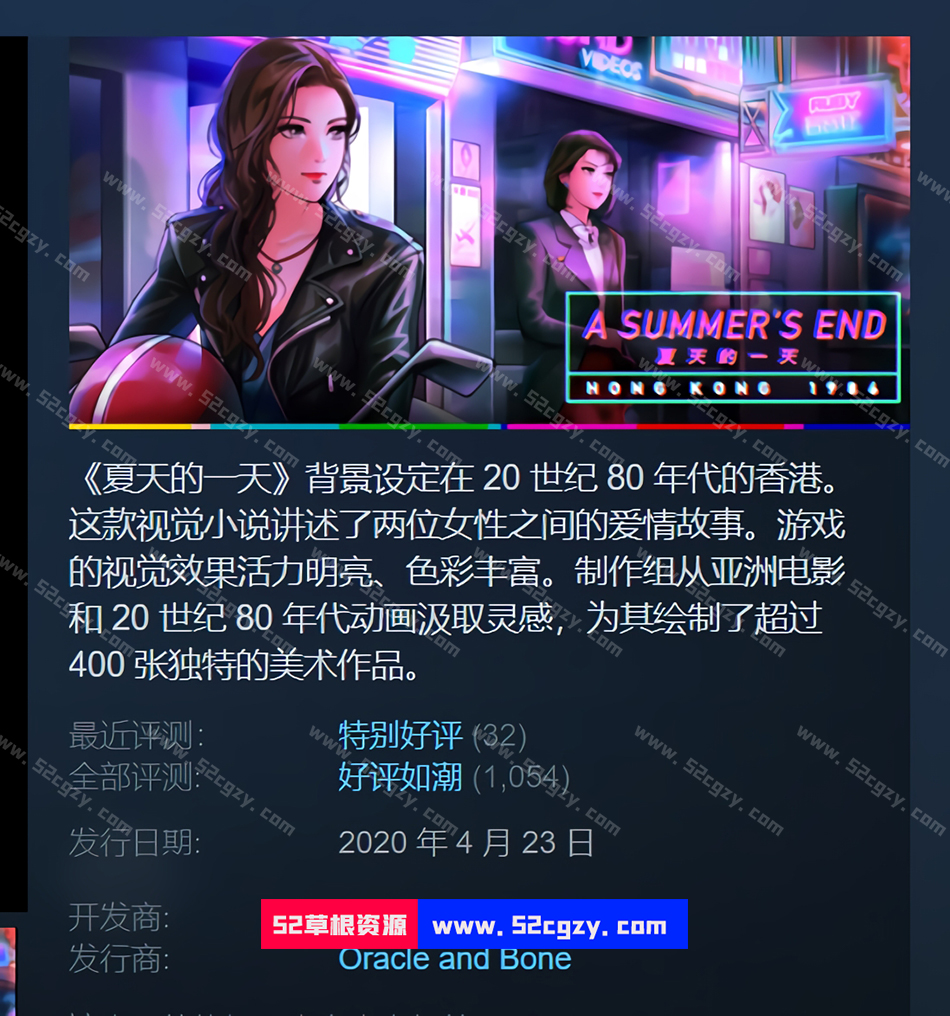 VIDEOS
RUBY
A SUMMER'S END
夏天的一天
HONG KONG 1986
《夏天的一天》背景设定在 20 世纪 80 年代的香港。
这款视觉小说讲述了两位女性之间的爱情故事。游戏
的视觉效果活力明亮、色彩丰富。制作组从亚洲电影
和 20 世纪 80 年代动画汲取灵感，为其绘制了超过
400 张独特的美术作品。
最近评测: 特别好评 (32)
全部评测: 好评如潮 (1,054)
发行日期: 2020 年 4 月 23 日
开发商:
52草根资源 www.52cgzy.com
发行商: Oracle and Bone
www.52cgzy.com